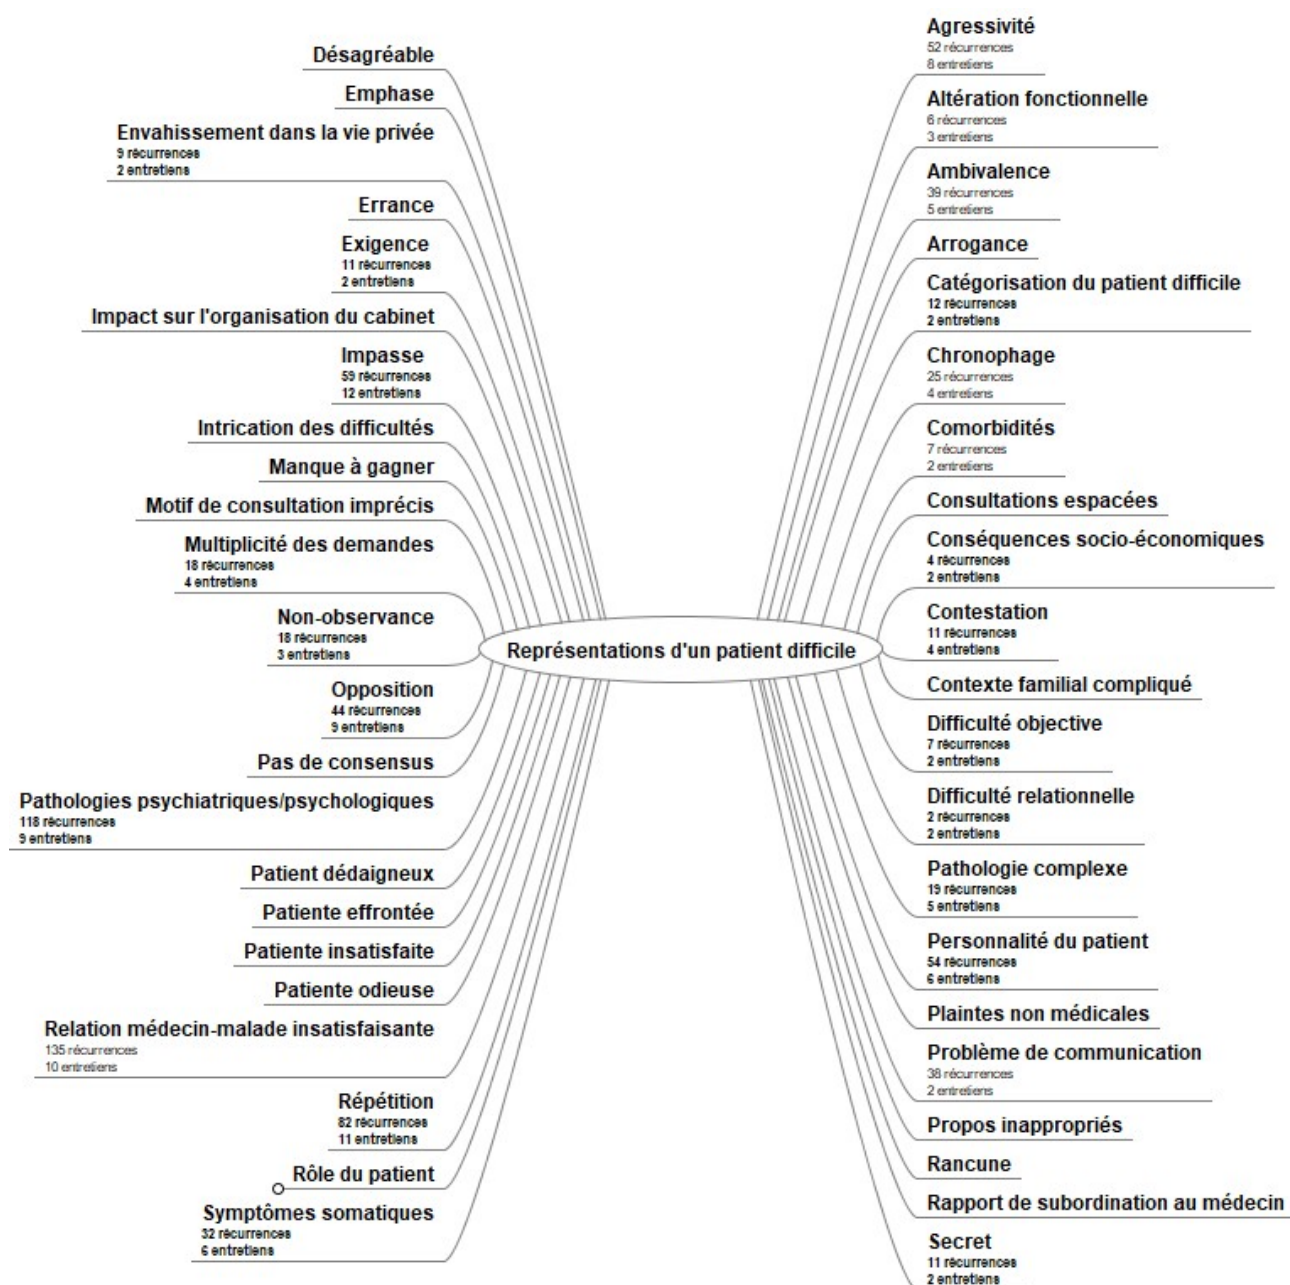 Désagréable
Emphase
Envahissement dans la vie privée
9 récurrences
2 entretiens
Errance
Exigence
11 récurrences
2 entretiens
Impact sur l'organisation du cabinet
Impasse
59 récurrences
12 entretiens
Intrication des difficultés
Manque à gagner
Motif de consultation imprécis
Multiplicité des demandes
18 récurrences
4 entretiens
Non-observance
18 récurrences
3 entretiens
Opposition
44 récurrences
9 entretiens
Pas de consensus
Pathologies psychiatriques/psychologiques
118 récurrences
9 entretiens
Patient dédaigneux
Patiente effrontée
Patiente insatisfaite
Patiente odieuse
Relation médecin-malade insatisfaisante
135 récurrences
10 entretiens
Répétition
82 récurrences
11 entretiens
Rôle du patient
Symptômes somatiques
32 récurrences
6 entretiens
Représentations d'un patient difficile
Agressivité
52 récurrences
8 entretiens
Altération fonctionnelle
6 récurrences
3 entretiens
Ambivalence
39 récurrences
5 entretiens
Arrogance
Catégorisation du patient difficile
12 récurrences
2 entretiens
Chronophage
25 récurrences
4 entretiens
Comorbidités
7 récurrences
2 entretiens
Consultations espacées
Conséquences socio-économiques
4 récurrences
2 entretiens
Contestation
11 récurrences
4 entretiens
Contexte familial compliqué
Difficulté objective
7 récurrences
2 entretiens
Difficulté relationnelle
2 récurrences
2 entretiens
Pathologie complexe
19 récurrences
5 entretiens
Personnalité du patient
54 récurrences
6 entretiens
Plaintes non médicales
Problème de communication
38 récurrences
2 entretiens
Propos inappropriés
Rancune
Rapport de subordination au médecin
Secret
11 récurrences
2 entretiens